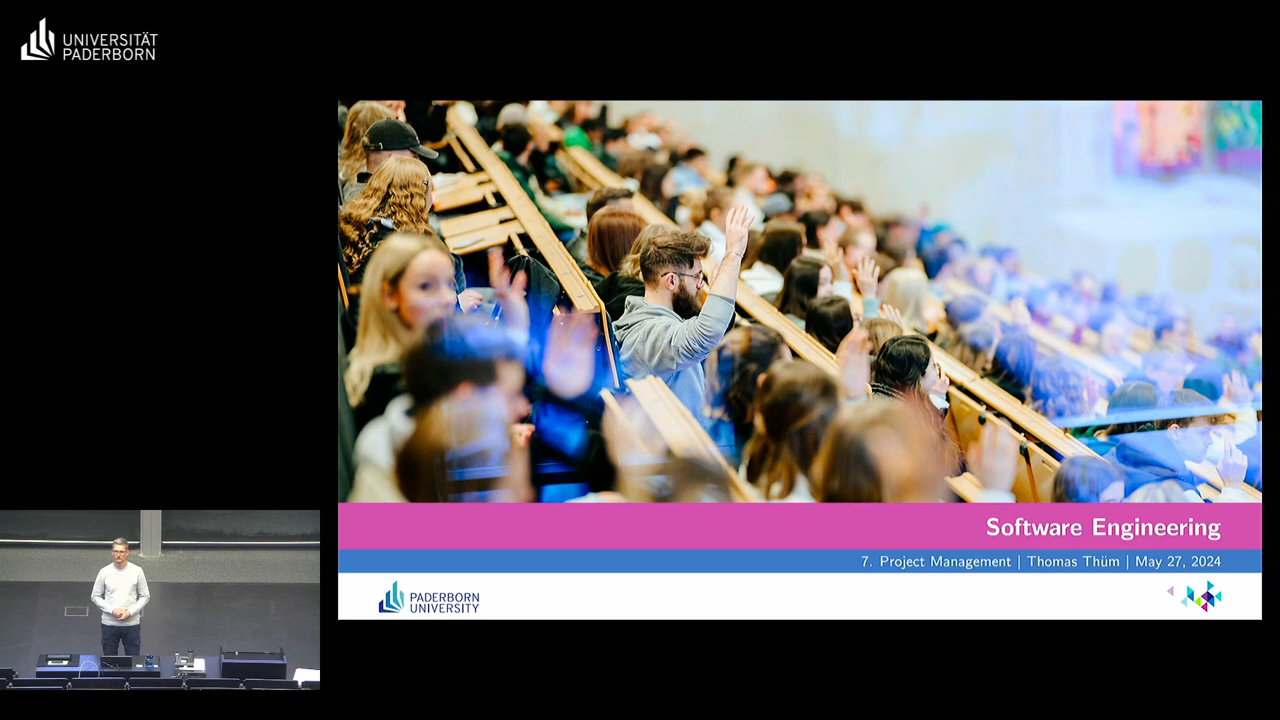 UNIVERSITÄT
PADERBORN
Software Engineering
7. Project Management | Thomas Thüm | May 27, 2024
PADERBORN
UNIVERSITY